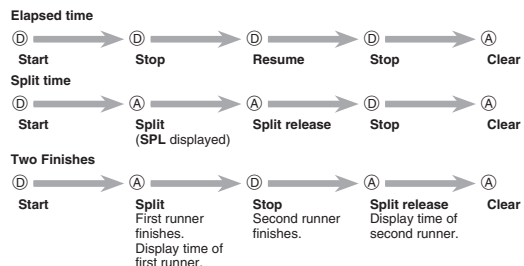 Elapsed time
Ⓓ Ⓓ Ⓓ Ⓓ Ⓐ
Start Stop Resume Stop Clear
Split time
Ⓓ Ⓐ Ⓐ Ⓓ Ⓐ
Start Split Split release Stop Clear
(SPL displayed)
Two Finishes
Ⓓ Ⓐ Ⓓ Ⓐ Ⓐ
Start Split Stop Split release Clear
First runner Second runner Display time of
finishes. finishes. second runner.
Display time of
first runner.